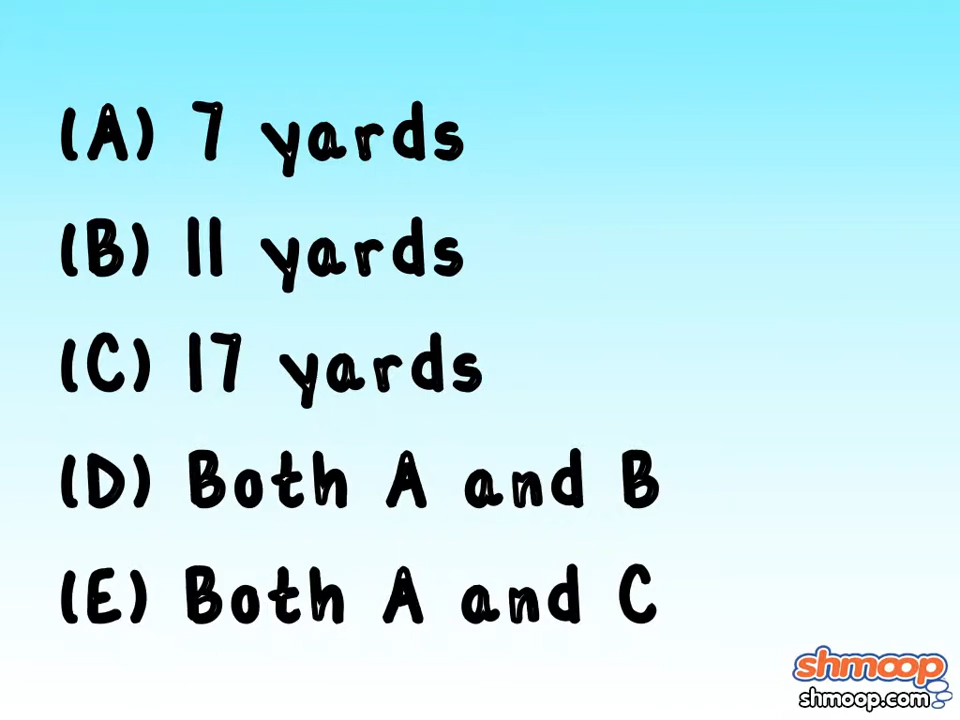 (A) 7 yards
(B) 11 yards
(C) 17 yards
(D) Both A and B
(E) Both A and C
shmoop
shmoop.com